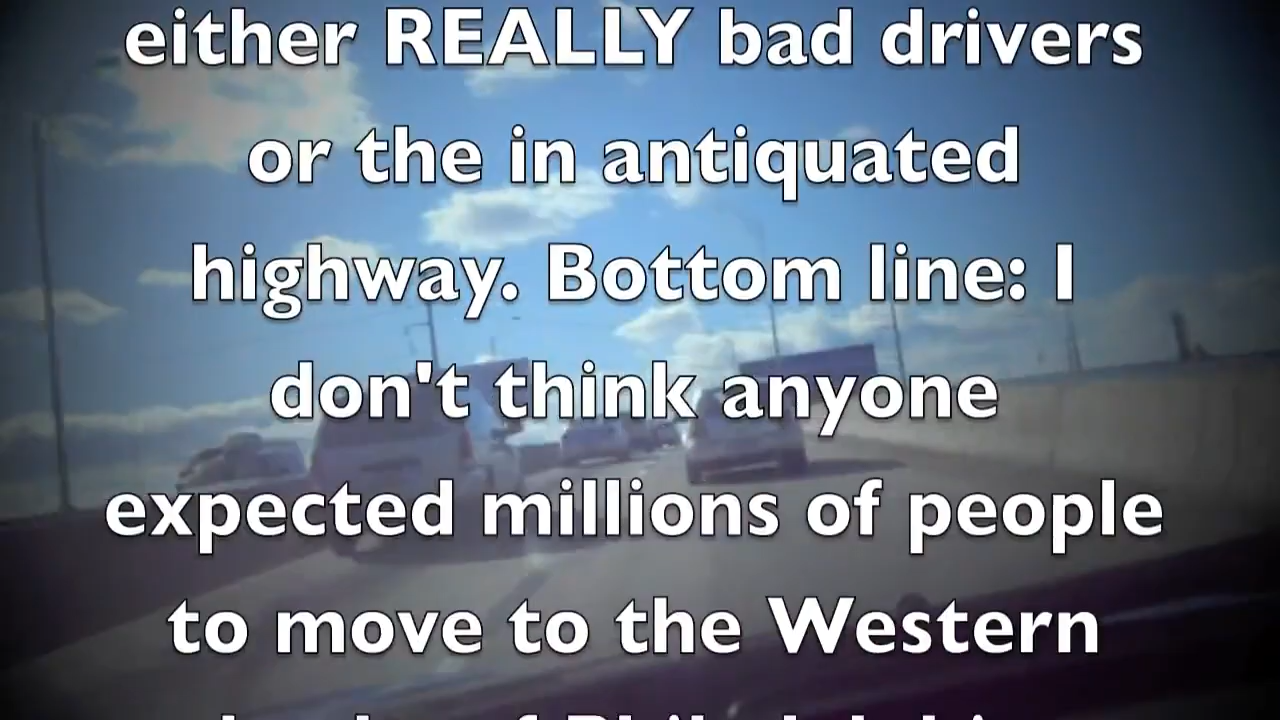 either REALLY bad drivers
or the in antiquated
highway. Bottom line: I
don't think anyone
expected millions of people
to move to the Western